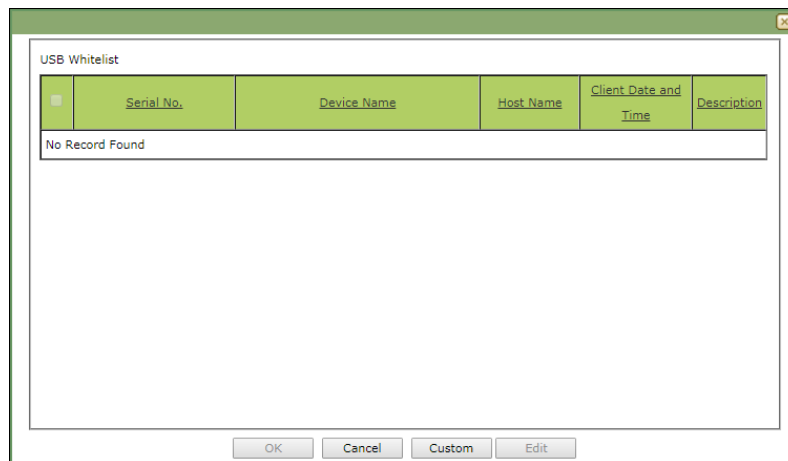 USB Whitelist
Serial No. Device Name Host Name Client Date and Time Description
No Record Found
OK Cancel Custom Edit